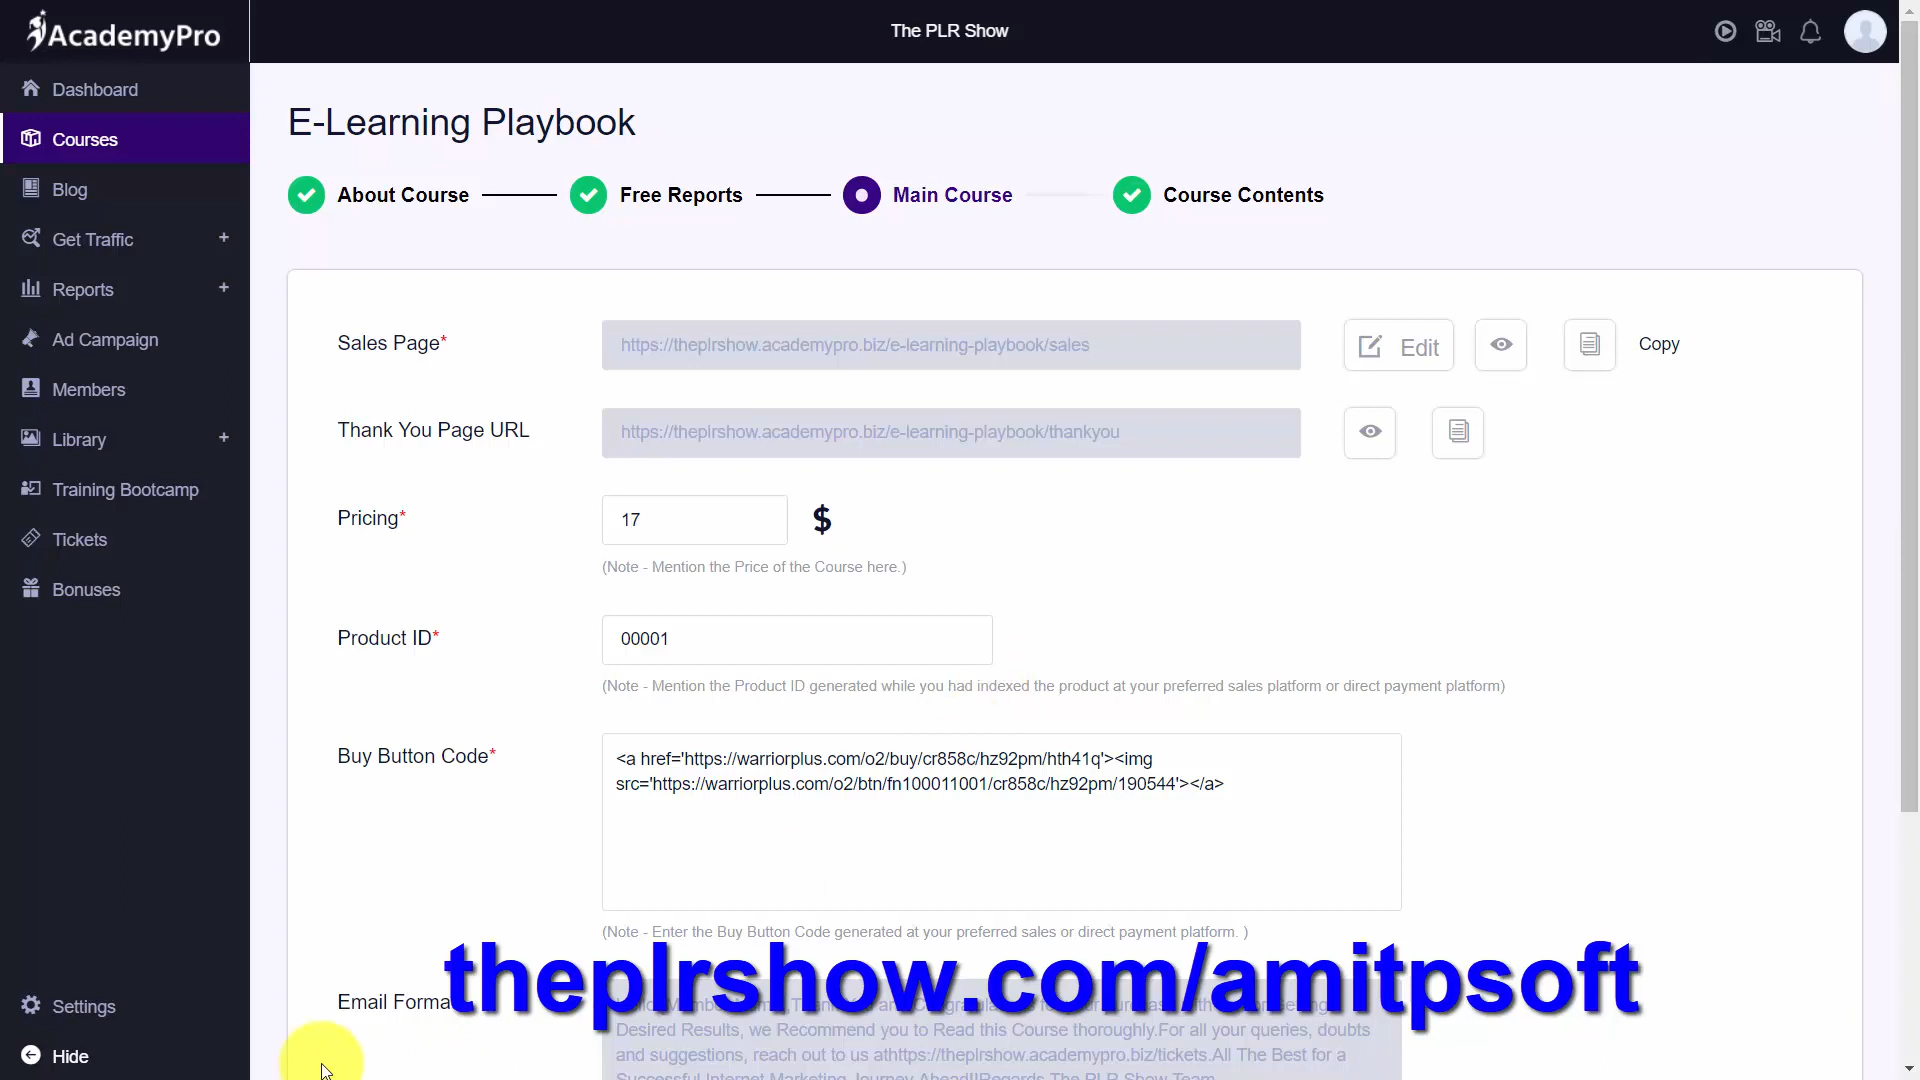 AcademyPro
The PLR Show
Dashboard
Courses
Blog
Get Traffic +
Reports +
Ad Campaign
Members
Library +
Training Bootcamp
Tickets
Bonuses
Settings
Hide
E-Learning Playbook
About Course
Free Reports
Main Course
Course Contents
Sales Page*
https://theplrshow.academypro.biz/e-learning-playbook/sales
Edit
Copy
Thank You Page URL
https://theplrshow.academypro.biz/e-learning-playbook/thankyou
Pricing*
17
$
(Note - Mention the Price of the Course here.)
Product ID*
00001
(Note - Mention the Product ID generated while you had indexed the product at your preferred sales platform or direct payment platform)
Buy Button Code*
<a href='https://warriorplus.com/o2/buy/cr858c/hz92pm/hth41q'><img
src='https://warriorplus.com/o2/btn/fn100011001/cr858c/hz92pm/190544'></a>
(Note - Enter the Buy Button Code generated at your preferred sales or direct payment platform. )
theplrshow.com/amitpsoft
Email
Desired Results, we Recommend you to Read this Course thoroughly.For all your queries, doubts
and suggestions, reach out to us athttps://theplrshow.academypro.biz/tickets.All The Best for a
Successful Internet Marketing Journey Ahead!!Regards,The PLR Show Team